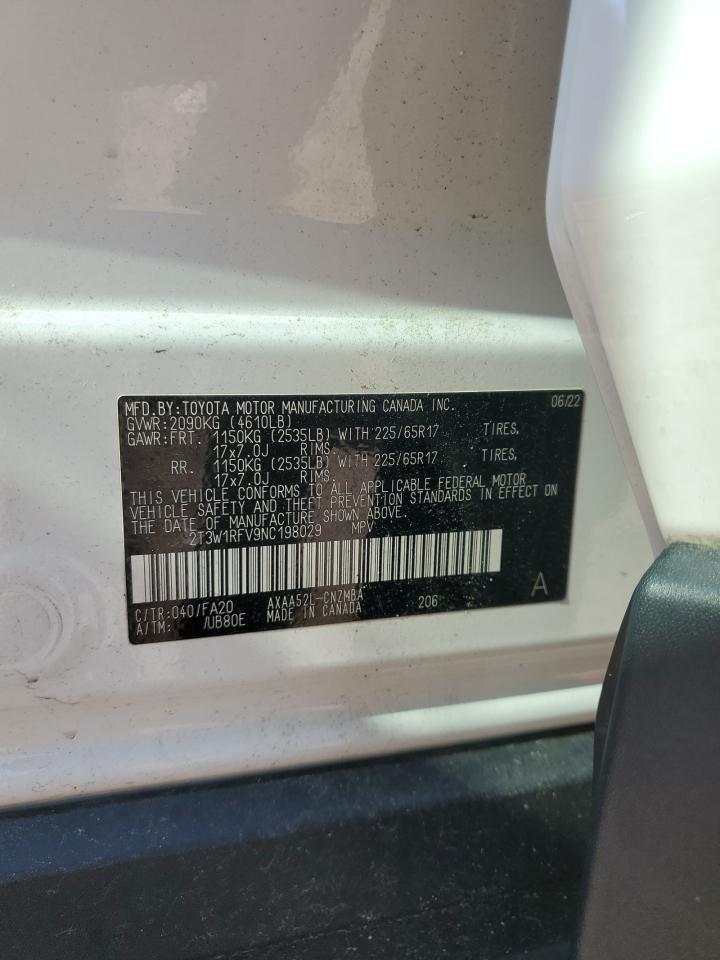 MFD.BY:TOYOTA MOTOR MANUFACTURING CANADA INC. 06/22
GVWR:2090KG (4610LB)
GAWR:FRT. 1150KG (2535LB) WITH 225/65R17 TIRES,
17x7.0J RIMS.
RR. 1150KG (2535LB) WITH 225/65R17 TIRES,
17x7.0J RIMS.
THIS VEHICLE CONFORMS TO ALL APPLICABLE FEDERAL MOTOR
VEHICLE SAFETY AND THEFT PREVENTION STANDARDS IN EFFECT ON
THE DATE OF MANUFACTURE SHOWN ABOVE.
2T3W1RFV9NC198029 MPV
C/TR:040/FA20 AXAA52L-CNZMBA 206 A
A/TM: /UB80E MADE IN CANADA